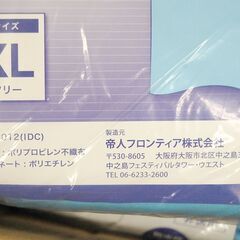 イズ
XL
フリー
012(IDC)
:ポリプロピレン不織布
ネート:ポリエチレン
製造元
帝人フロンティア株式会社
〒530-8605 大阪府大阪市北区中之島
中之島フェスティバルタワー・ウエスト
TEL 06-6233-2600